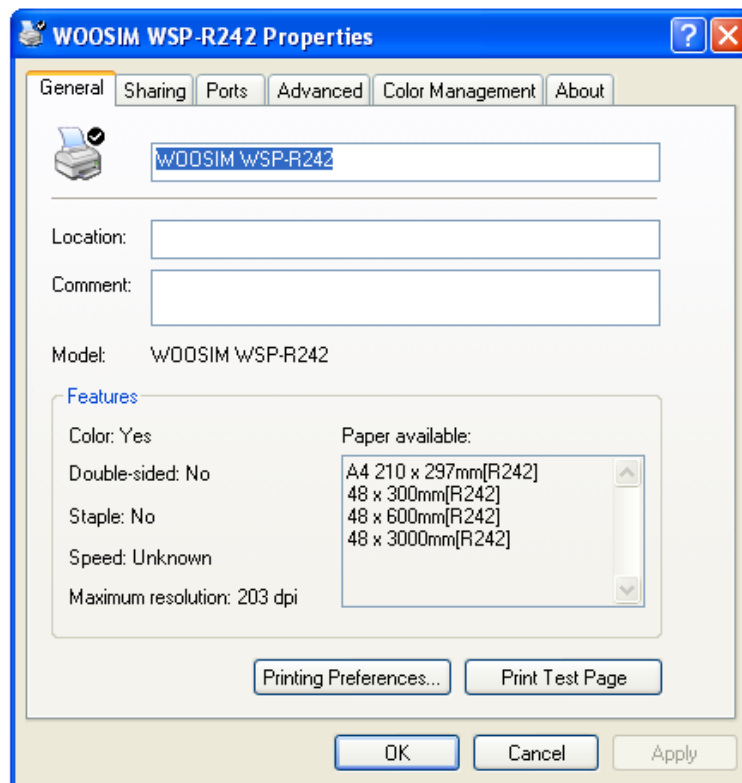 WOOSIM WSP-R242 Properties
General Sharing Ports Advanced Color Management About
WOOSIM WSP-R242
Location:
Comment:
Model: WOOSIM WSP-R242
Features
Color: Yes
Double-sided: No
Staple: No
Speed: Unknown
Maximum resolution: 203 dpi
Paper available:
A4 210 x 297mm[R242]
48 x 300mm[R242]
48 x 600mm[R242]
48 x 3000mm[R242]
Printing Preferences... Print Test Page
OK Cancel Apply